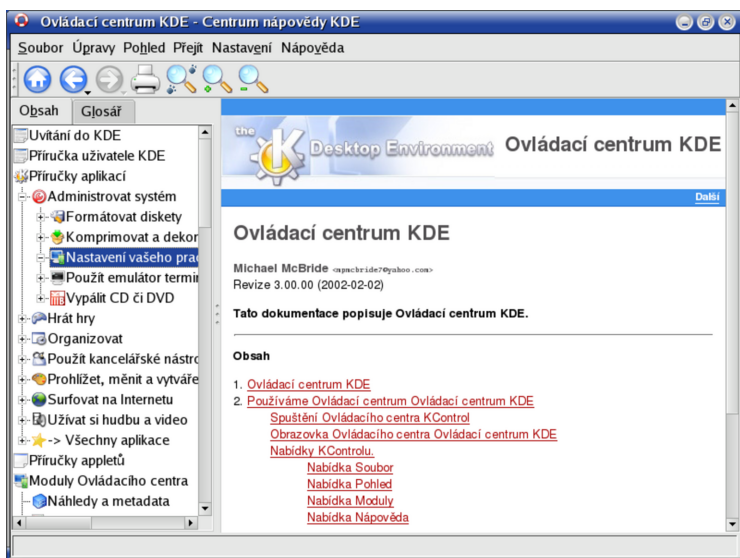 Ovládací centrum KDE - Centrum nápovědy KDE
Soubor Úpravy Pohled Přejít Nastavení Nápověda
Obsah Glosář
Uvítání do KDE
Příručka uživatele KDE
Příručky aplikací
Administrovat systém
Formátovat diskety
Komprimovat a dekor
Nastavení vašeho prac
Použít emulátor termin
Vypálit CD či DVD
Hrát hry
Organizovat
Použít kancelářské nástro
Prohlížet, měnit a vytváře
Surfovat na Internetu
Užívat si hudbu a video
-> Všechny aplikace
Příručky appletů
Moduly Ovládacího centra
Náhledy a metadata
the K Desktop Environment Ovládací centrum KDE
Další
Ovládací centrum KDE
Michael McBride <mpmcbride7@yahoo.com>
Revize 3.00.00 (2002-02-02)
Tato dokumentace popisuje Ovládací centrum KDE.
Obsah
1. Ovládací centrum KDE
2. Používáme Ovládací centrum Ovládací centrum KDE
Spuštění Ovládacího centra KControl
Obrazovka Ovládacího centra Ovládací centrum KDE
Nabídky KControlu.
Nabídka Soubor
Nabídka Pohled
Nabídka Moduly
Nabídka Nápověda